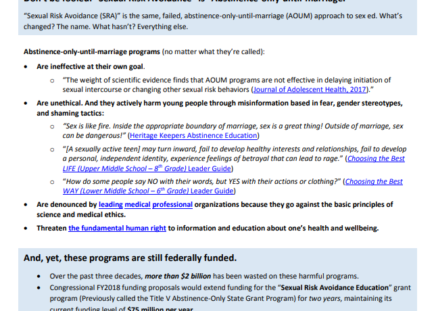 "Sexual Risk Avoidance (SRA)" is the same, failed, abstinence-only-until-marriage (AOUM) approach to sex ed. What's
changed? The name. What hasn't? Everything else.
Abstinence-only-until-marriage programs (no matter what they're called):
• Are ineffective at their own goal.
o "The weight of scientific evidence finds that AOUM programs are not effective in delaying initiation of
sexual intercourse or changing other sexual risk behaviors (Journal of Adolescent Health, 2017)."
• Are unethical. And they actively harm young people through misinformation based in fear, gender stereotypes,
and shaming tactics:
o "Sex is like fire. Inside the appropriate boundary of marriage, sex is a great thing! Outside of marriage, sex
can be dangerous!" (Heritage Keepers Abstinence Education)
o "[A sexually active teen] may turn inward, fail to develop healthy interests and relationships, fail to develop
a personal, independent identity, experience feelings of betrayal that can lead to rage." (Choosing the Best
LIFE (Upper Middle School – 8th Grade) Leader Guide)
o "How do some people say NO with their words, but YES with their actions or clothing?" (Choosing the Best
WAY (Lower Middle School – 6th Grade) Leader Guide)
• Are denounced by leading medical professional organizations because they go against the basic principles of
science and medical ethics.
• Threaten the fundamental human right to information and education about one's health and wellbeing.
And, yet, these programs are still federally funded.
• Over the past three decades, more than $2 billion has been wasted on these harmful programs.
• Congressional FY2018 funding proposals would extend funding for the "Sexual Risk Avoidance Education" grant
program (Previously called the Title V Abstinence-Only State Grant Program) for two years, maintaining its
current funding level of $75 million per year.